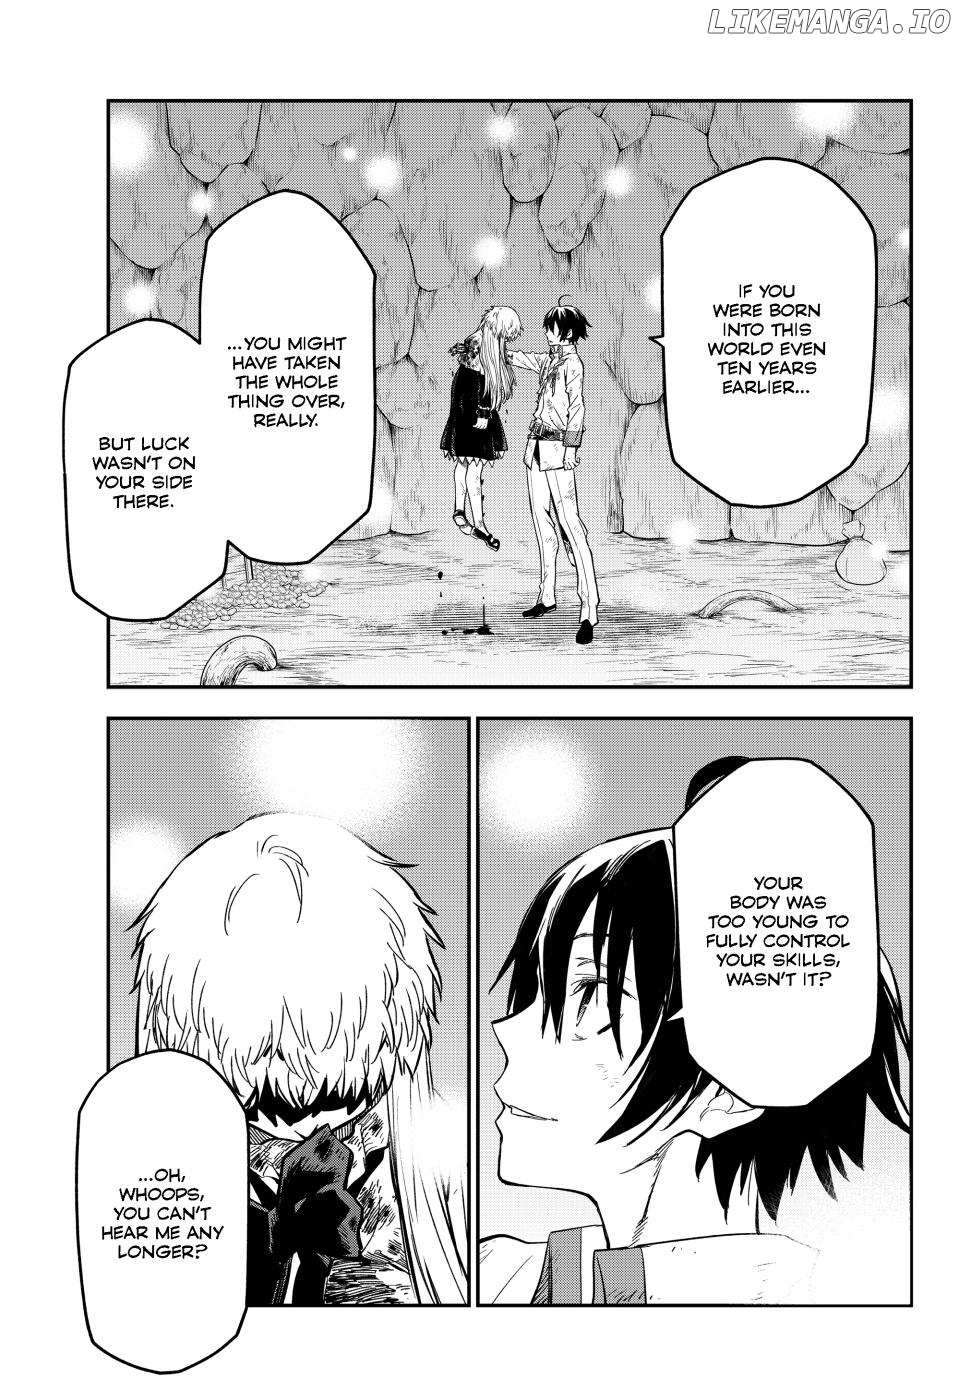 LIKEMANGA.IO
IF YOU
WERE BORN
INTO THIS
WORLD EVEN
TEN YEARS
EARLIER...
...YOU MIGHT
HAVE TAKEN
THE WHOLE
THING OVER,
REALLY.
BUT LUCK
WASN'T ON
YOUR SIDE
THERE.
YOUR
BODY WAS
TOO YOUNG TO
FULLY CONTROL
YOUR SKILLS,
WASN'T IT?
...OH,
WHOOPS,
YOU CAN'T
HEAR ME ANY
LONGER?